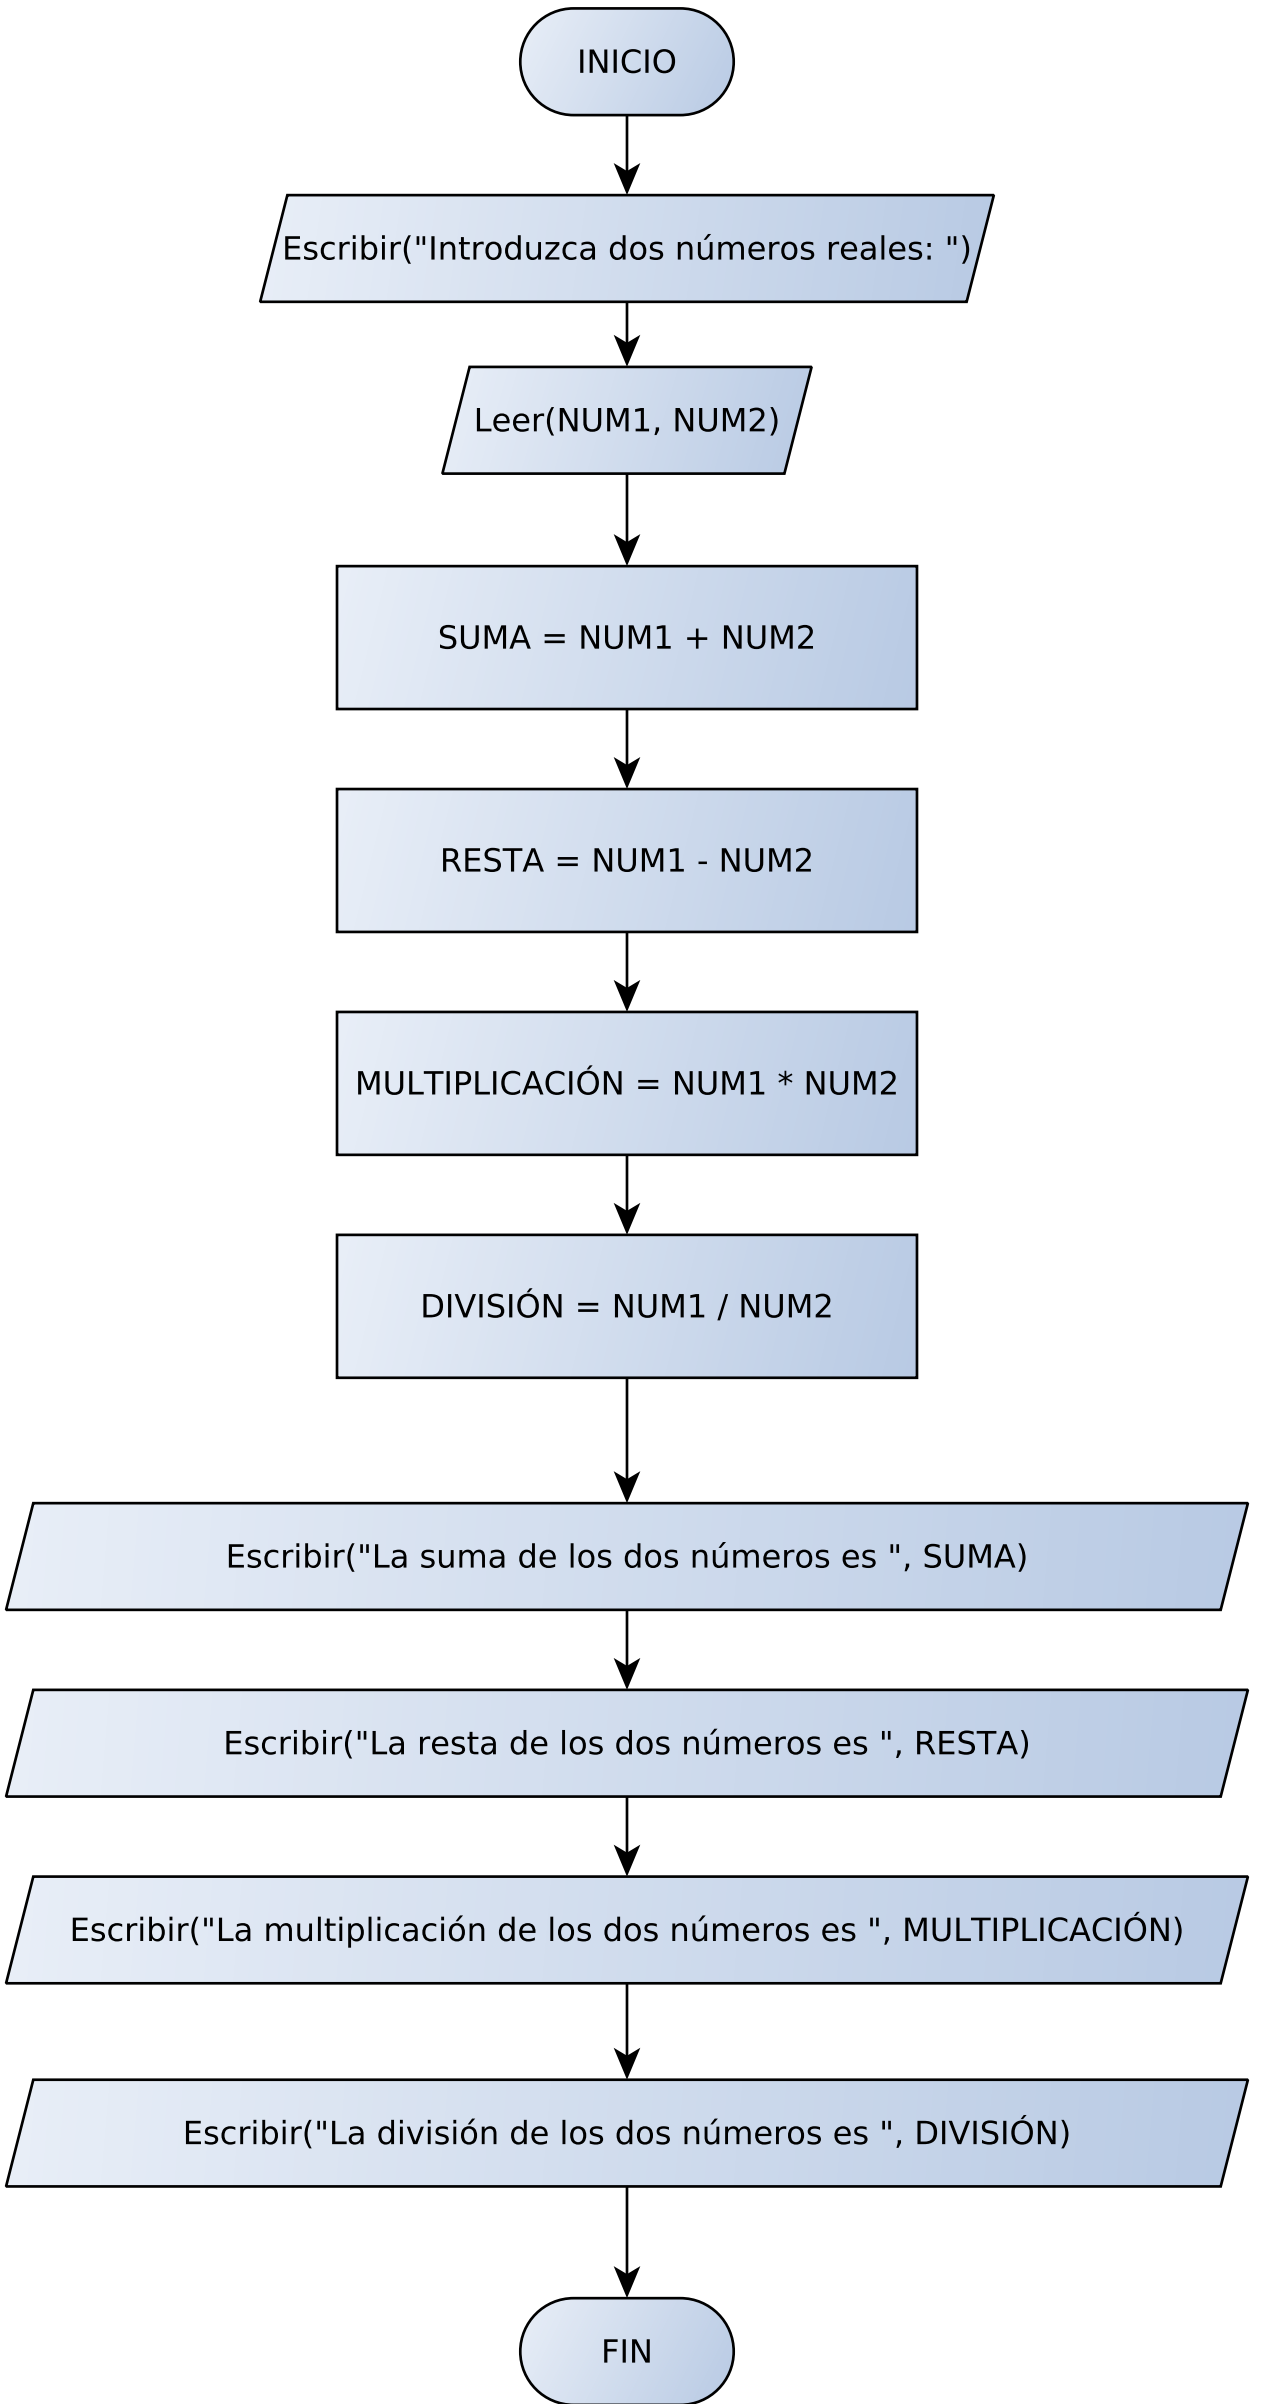 INICIO
Escribir("Introduzca dos números reales: ")
Leer(NUM1, NUM2)
SUMA = NUM1 + NUM2
RESTA = NUM1 - NUM2
MULTIPLICACIÓN = NUM1 * NUM2
DIVISIÓN = NUM1 / NUM2
Escribir("La suma de los dos números es ", SUMA)
Escribir("La resta de los dos números es ", RESTA)
Escribir("La multiplicación de los dos números es ", MULTIPLICACIÓN)
Escribir("La división de los dos números es ", DIVISIÓN)
FIN